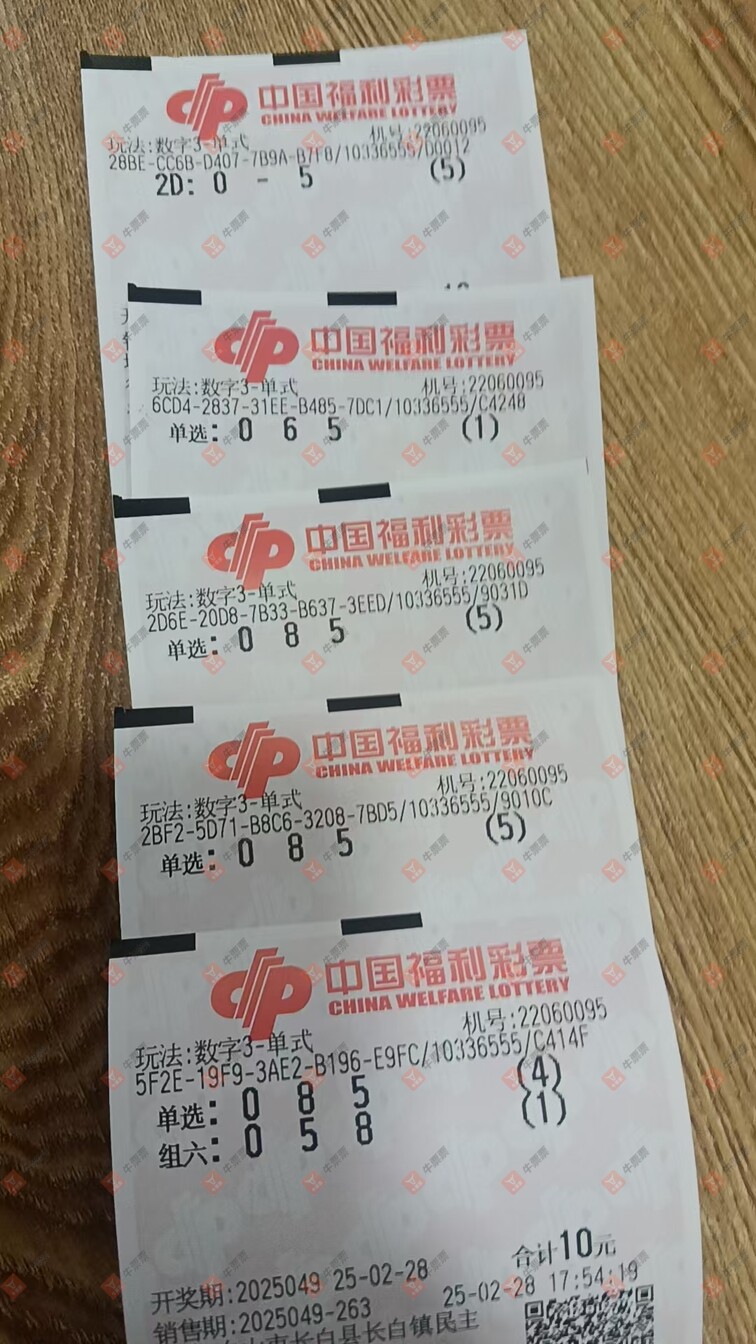 中国福利彩票
CHINA WELFARE LOTTERY
玩法:数字3-单式 机号:22060095
28BE-CC6B-D407-7B9A-B7F8/10336555/D0012
2D: 0 - 5 (5)
中国福利彩票
CHINA WELFARE LOTTERY
玩法:数字3-单式 机号:22060095
6CD4-2837-31EE-B485-7DC1/10336555/C4248
单选: 0 6 5 (1)
中国福利彩票
CHINA WELFARE LOTTERY
玩法:数字3-单式 机号:22060095
2D6E-20D8-7B33-B637-3EED/10336555/9031D
单选: 0 8 5 (5)
中国福利彩票
CHINA WELFARE LOTTERY
玩法:数字3-单式 机号:22060095
2BF2-5D71-B8C6-3208-7BD5/10336555/9010C
单选: 0 8 5 (5)
中国福利彩票
CHINA WELFARE LOTTERY
玩法:数字3-单式 机号:22060095
5F2E-19F9-3AE2-B196-E9FC/10336555/C414F
单选: 0 8 5 (4)
组六: 0 5 8 (1)
合计10元
开奖期:2025049 25-02-28 25-02-28 17:54:19
销售期:2025049-263
市长白县长白镇民主
牛票票